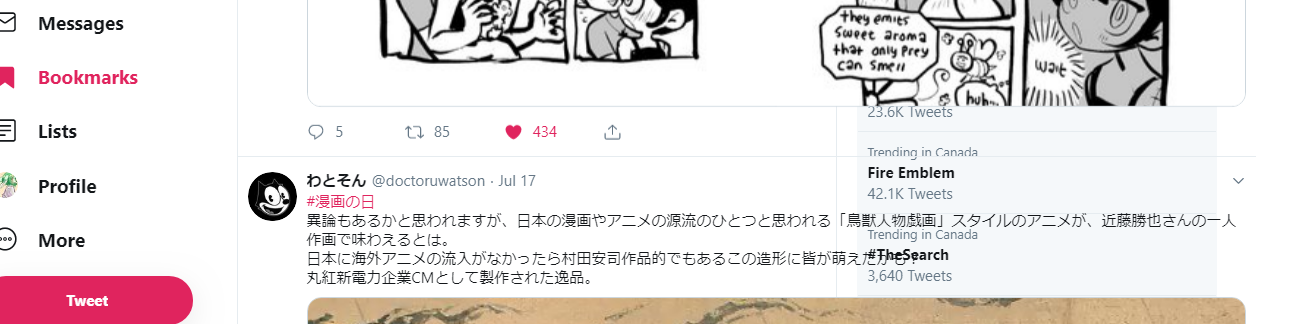 Messages
Bookmarks
Lists
Profile
More
Tweet
they emits
sweet aroma
that only prey
can smell
huh...
wait
5
85
434
わとそん @doctoruwatson · Jul 17
#漫画の日
異論もあるかと思われますが、日本の漫画やアニメの源流のひとつと思われる「鳥獣人物戯画」スタイルのアニメが、近藤勝也さんの一人
作画で味わえるとは。
日本に海外アニメの流入がなかったら村田安司作品的でもあるこの造形に皆が萌えたかも？
丸紅新電力企業CMとして製作された逸品。
23.6K Tweets
Trending in Canada
Fire Emblem
42.1K Tweets
Trending in Canada
#TheSearch
3,640 Tweets